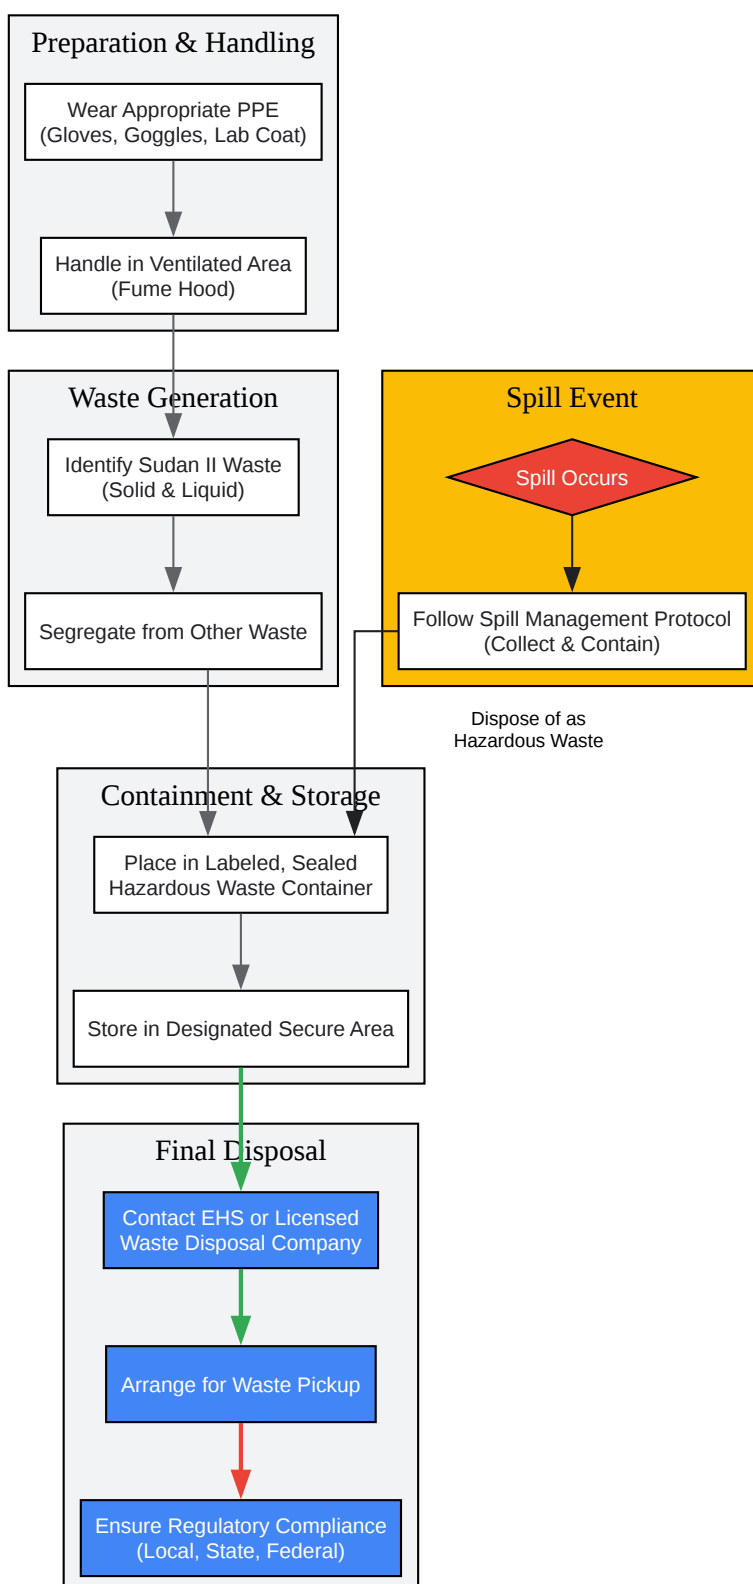 Preparation & Handling
Wear Appropriate PPE
(Gloves, Goggles, Lab Coat)
Handle in Ventilated Area
(Fume Hood)
Waste Generation
Identify Sudan II Waste
(Solid & Liquid)
Segregate from Other Waste
Spill Event
Spill Occurs
Follow Spill Management Protocol
(Collect & Contain)
Dispose of as
Hazardous Waste
Containment & Storage
Place in Labeled, Sealed
Hazardous Waste Container
Store in Designated Secure Area
Final Disposal
Contact EHS or Licensed
Waste Disposal Company
Arrange for Waste Pickup
Ensure Regulatory Compliance
(Local, State, Federal)